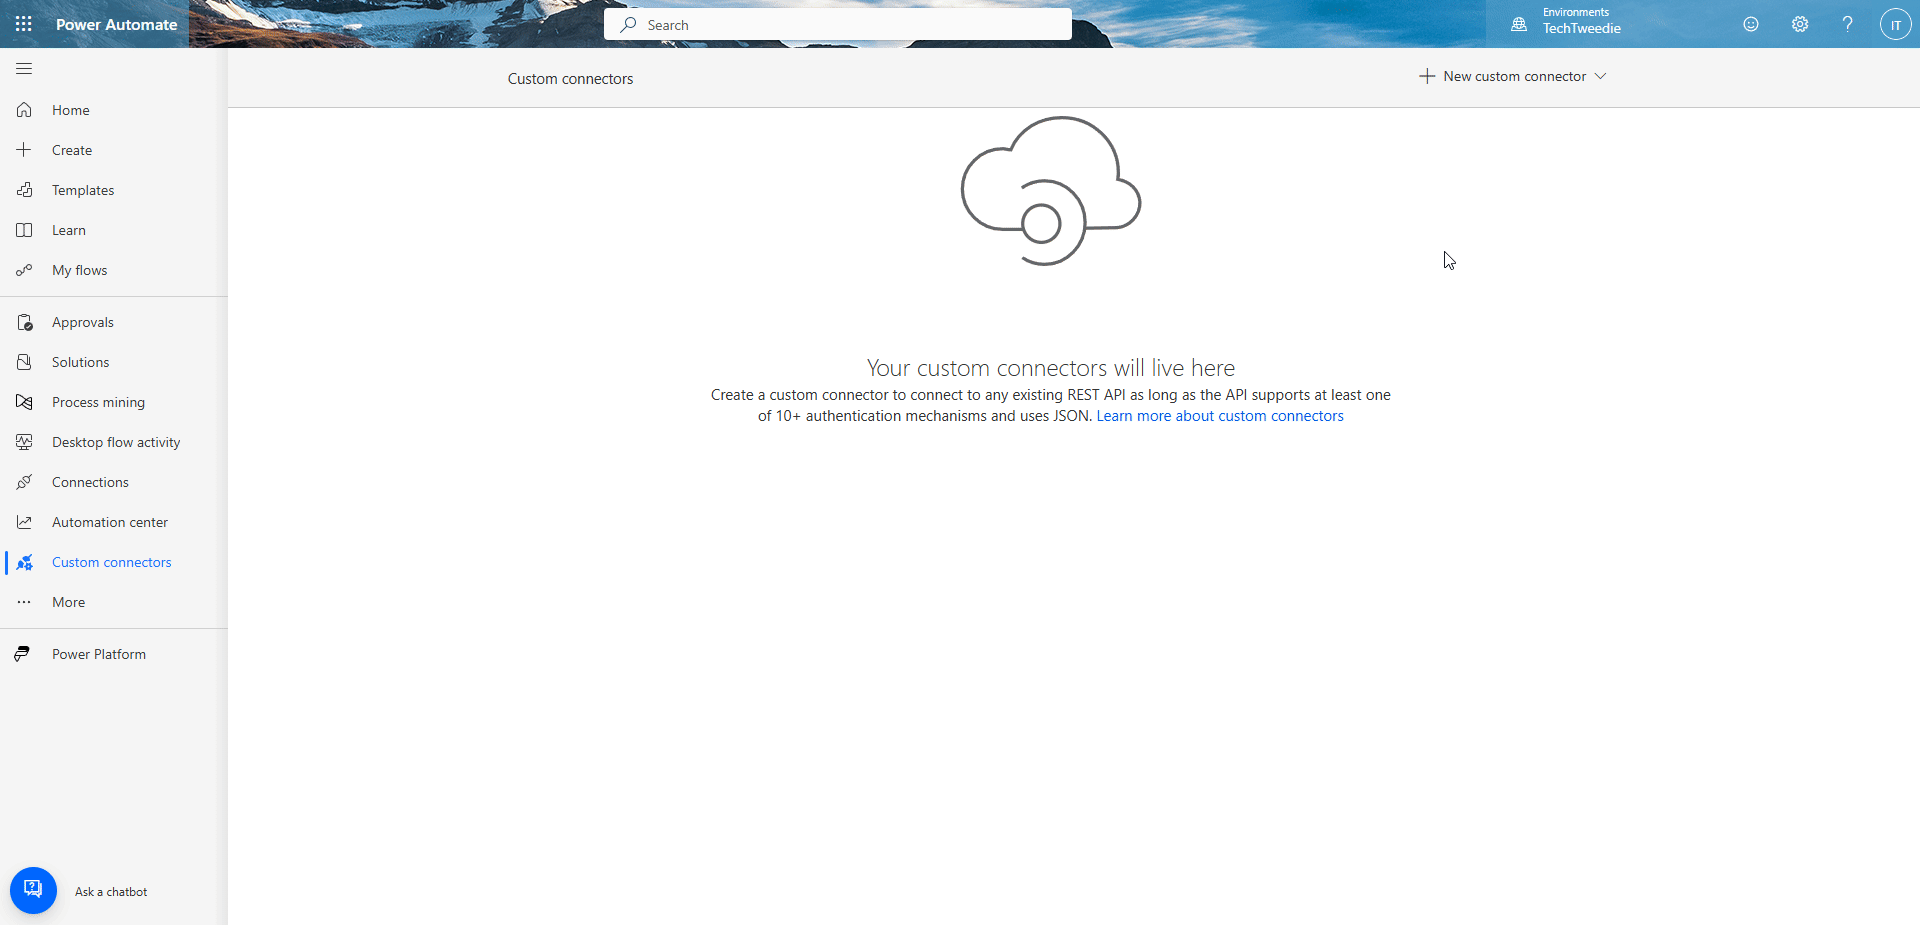 Power Automate
Search
Environments
TechTweedie
?
IT
Custom connectors
New custom connector
Home
Create
Templates
Learn
My flows
Approvals
Solutions
Process mining
Desktop flow activity
Connections
Automation center
Custom connectors
More
Power Platform
Your custom connectors will live here
Create a custom connector to connect to any existing REST API as long as the API supports at least one
of 10+ authentication mechanisms and uses JSON. Learn more about custom connectors
Ask a chatbot